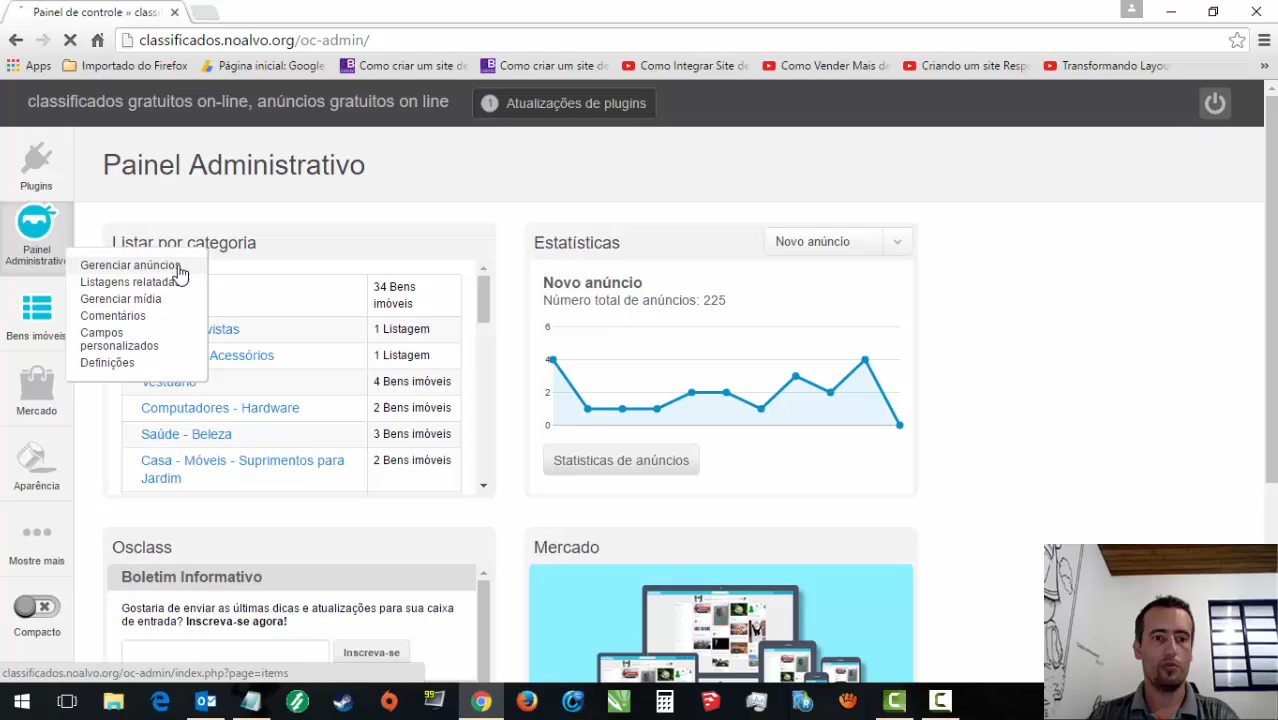 Painel de controle » classi
classificados.noalvo.org/oc-admin/
Apps
Importado do Firefox
Página inicial: Google
Como criar um site de
Como criar um site de
Como Integrar Site de
Como Vender Mais de
Criando um site Resp
Transformando Layou
classificados gratuitos on-line, anúncios gratuitos on line
1 Atualizações de plugins
Plugins
Painel
Administrativo
Bens imóveis
Mercado
Aparência
Mostre mais
Compacto
Painel Administrativo
Gerenciar anúncios
Listagens relatadas
Gerenciar mídia
Comentários
Campos
personalizados
Definições
Listar por categoria
34 Bens
imóveis
vistas
1 Listagem
Acessórios
1 Listagem
Vestuário
4 Bens imóveis
Computadores - Hardware
2 Bens imóveis
Saúde - Beleza
3 Bens imóveis
Casa - Móveis - Suprimentos para
Jardim
2 Bens imóveis
Estatísticas
Novo anúncio
Novo anúncio
Número total de anúncios: 225
6
4
2
0
Statisticas de anúncios
Osclass
Boletim Informativo
Gostaria de enviar as últimas dicas e atualizações para sua caixa
de entrada? Inscreva-se agora!
Inscreva-se
Mercado
classificados.noalvo.org/oc-admin/index.php?page=items
99